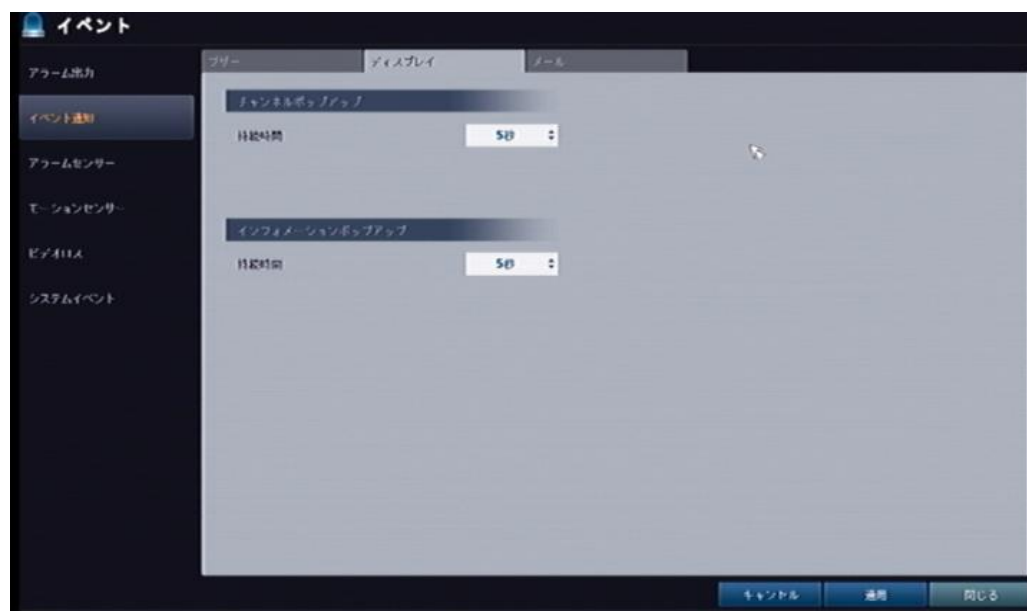 イベント
アラーム出力
イベント通知
アラームセンサー
モーションセンサー
ビデオロス
システムイベント
ブザー
ディスプレイ
メール
チャンネルポップアップ
持続時間
5秒
インフォメーションポップアップ
持続時間
5秒
キャンセル
適用
閉じる